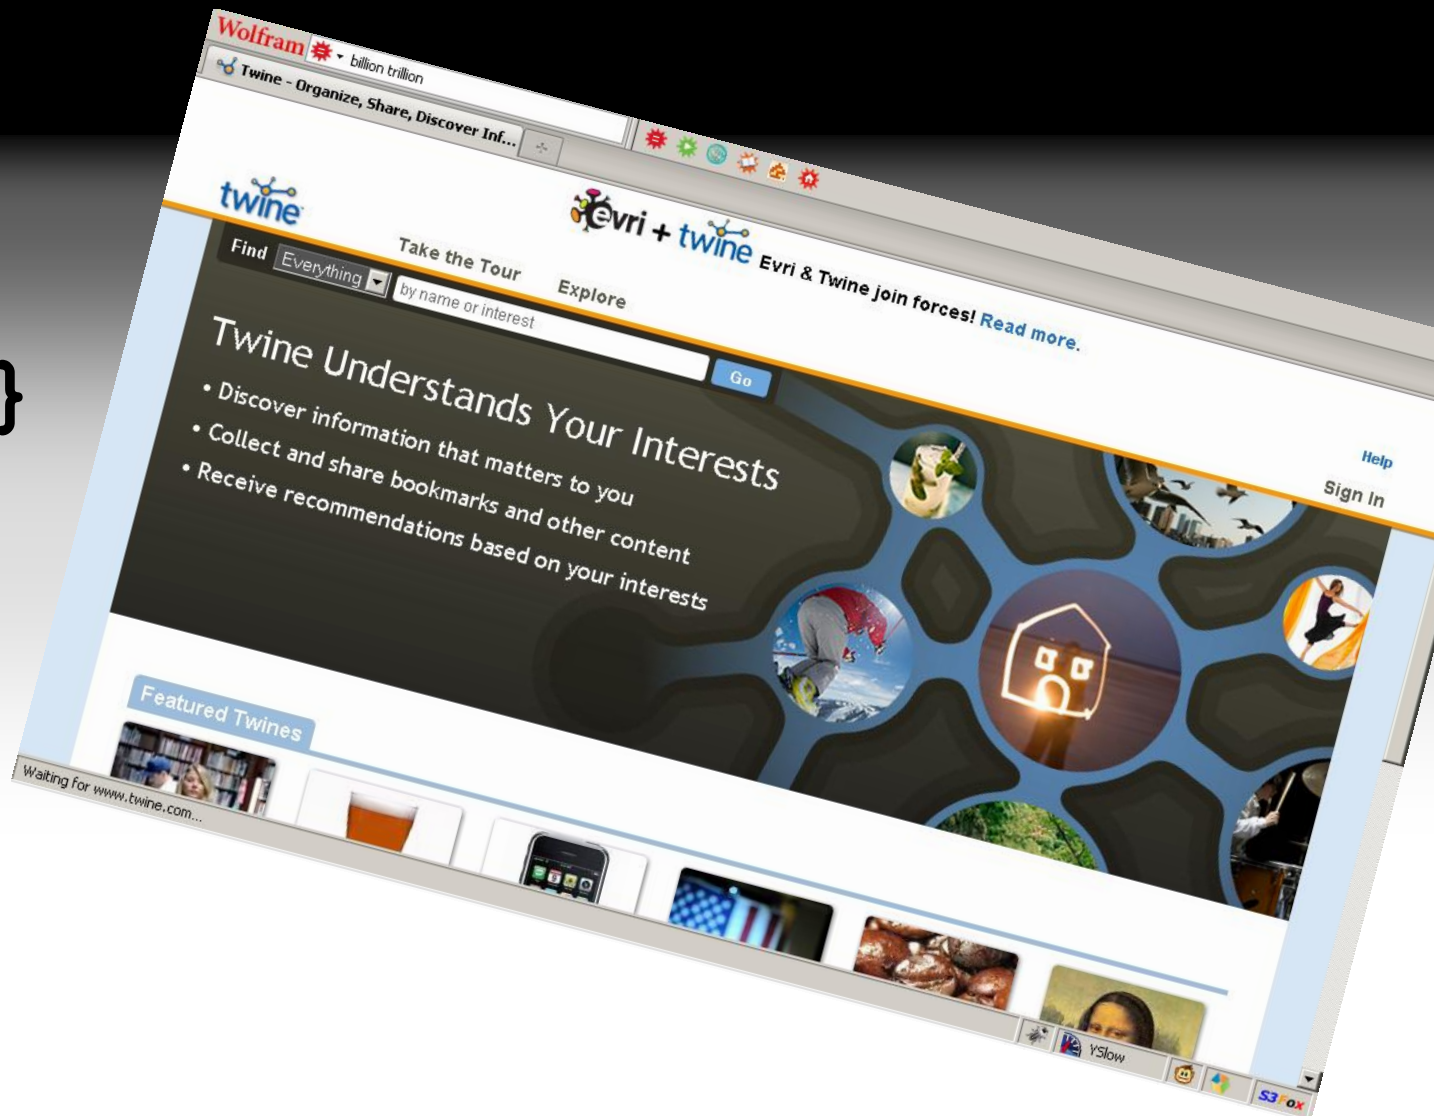 Wolfram billion trillion
Twine - Organize, Share, Discover Inf...
twine
evri + twine Evri & Twine join forces! Read more.
Help
Take the Tour
Explore
Sign In
Find Everything by name or interest Go
}
Twine Understands Your Interests
• Discover information that matters to you
• Collect and share bookmarks and other content
• Receive recommendations based on your interests
Featured Twines
Waiting for www.twine.com...
YSlow
S3Fox